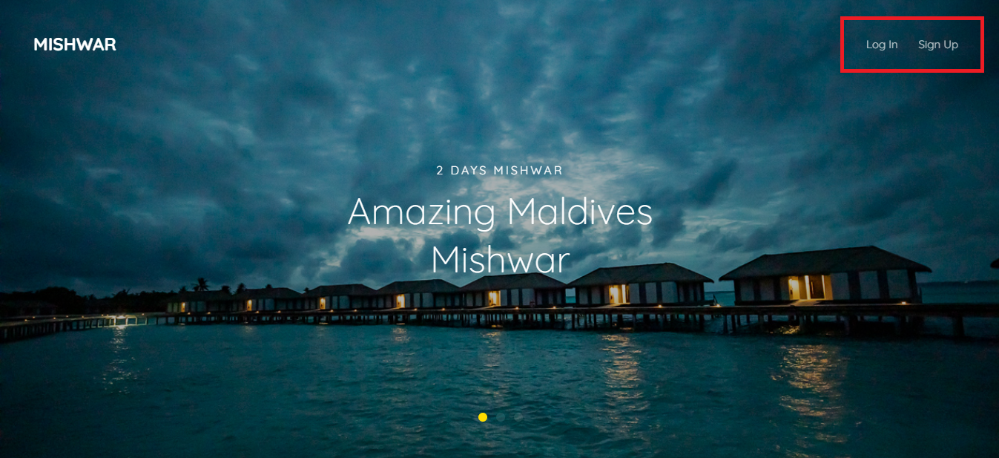 MISHWAR
Log In Sign Up
2 DAYS MISHWAR
Amazing Maldives
Mishwar